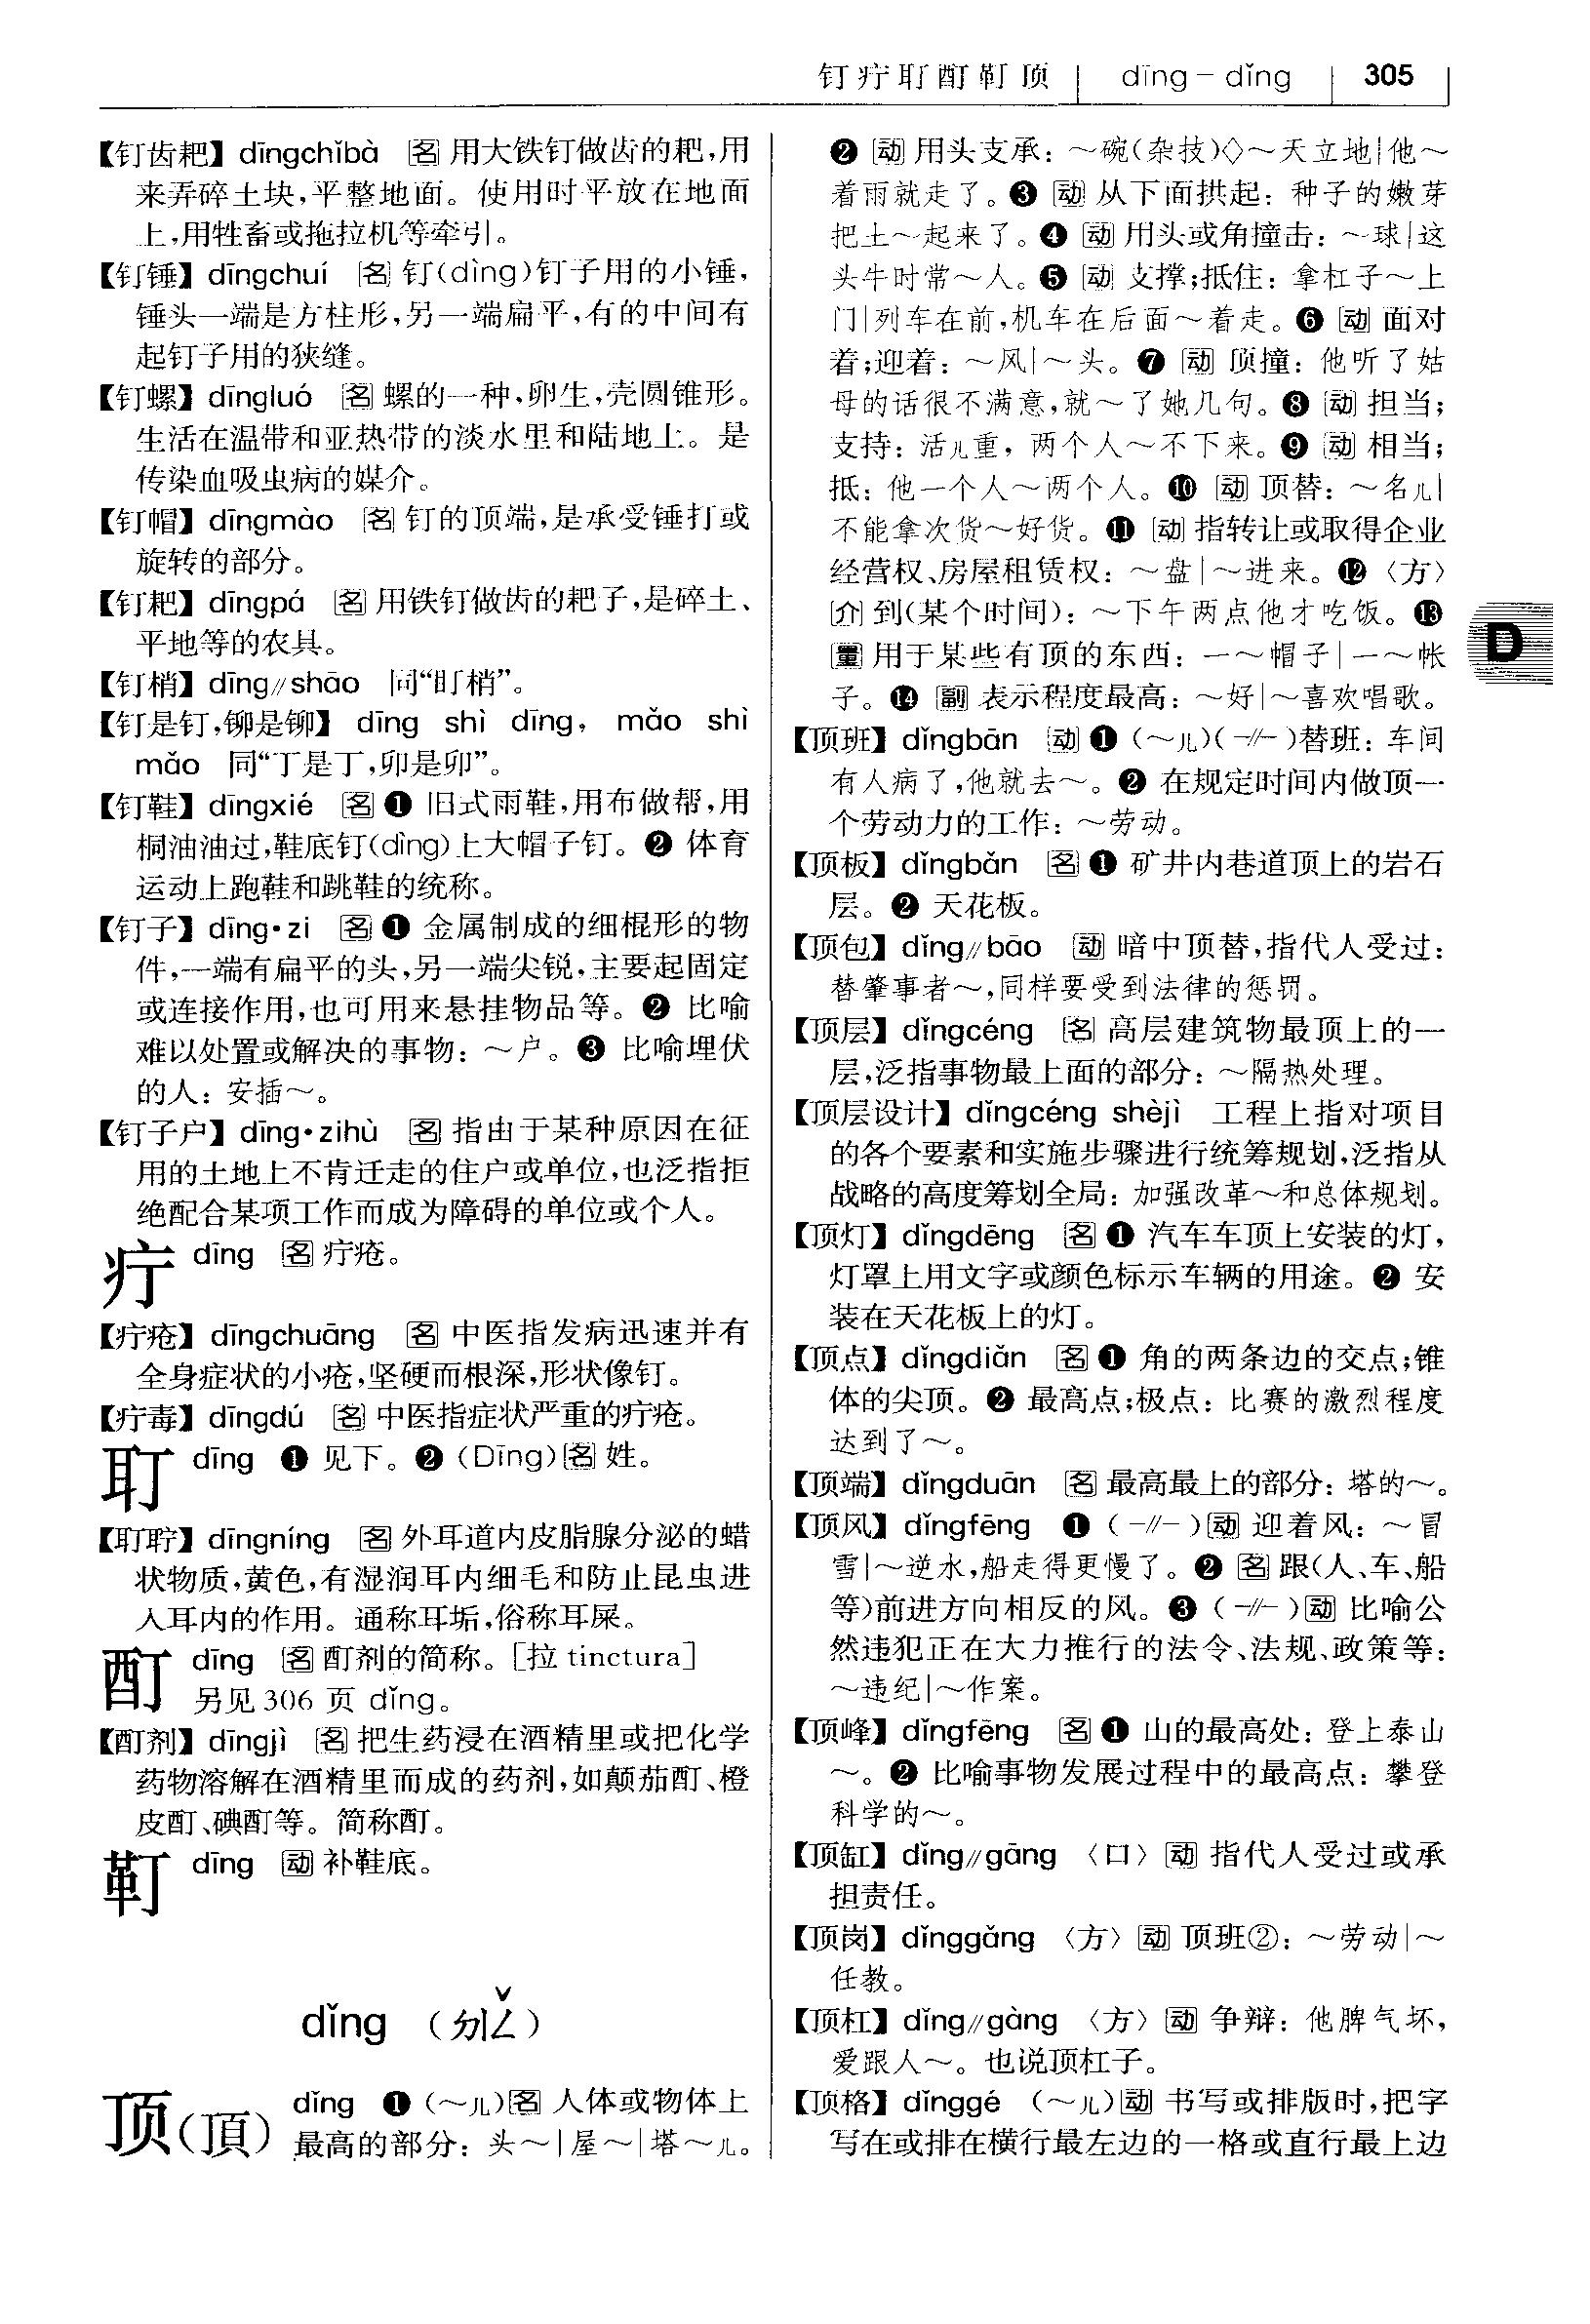 钉疔耵酊靪顶 | dīng－dǐng | 305
【钉齿耙】dīngchǐbà 名 用大铁钉做齿的耙,用
来弄碎土块,平整地面。使用时平放在地面
上,用牲畜或拖拉机等牵引。
【钉锤】dīngchuí 名 钉(dìng)钉子用的小锤,
锤头一端是方柱形,另一端扁平,有的中间有
起钉子用的狭缝。
【钉螺】dīngluó 名 螺的一种,卵生,壳圆锥形。
生活在温带和亚热带的淡水里和陆地上。是
传染血吸虫病的媒介。
【钉帽】dīngmào 名 钉的顶端,是承受锤打或
旋转的部分。
【钉耙】dīngpá 名 用铁钉做齿的耙子,是碎土、
平地等的农具。
【钉梢】dīng//shāo 同“盯梢”。
【钉是钉,铆是铆】 dīng shì dīng, mǎo shì
mǎo 同“丁是丁,卯是卯”。
【钉鞋】dīngxié 名 ❶ 旧式雨鞋,用布做帮,用
桐油油过,鞋底钉(dìng)上大帽子钉。❷ 体育
运动上跑鞋和跳鞋的统称。
【钉子】dīng·zi 名 ❶ 金属制成的细棍形的物
件,一端有扁平的头,另一端尖锐,主要起固定
或连接作用,也可用来悬挂物品等。❷ 比喻
难以处置或解决的事物：～户。❸ 比喻埋伏
的人：安插～。
【钉子户】dīng·zihù 名 指由于某种原因在征
用的土地上不肯迁走的住户或单位,也泛指拒
绝配合某项工作而成为障碍的单位或个人。
疔 dīng 名 疔疮。
【疔疮】dīngchuāng 名 中医指发病迅速并有
全身症状的小疮,坚硬而根深,形状像钉。
【疔毒】dīngdú 名 中医指症状严重的疔疮。
耵 dīng ❶ 见下。❷ (Dīng)名 姓。
【耵聍】dīngníng 名 外耳道内皮脂腺分泌的蜡
状物质,黄色,有湿润耳内细毛和防止昆虫进
入耳内的作用。通称耳垢,俗称耳屎。
酊 dīng 名 酊剂的简称。[拉 tinctura]
另见 306 页 dǐng。
【酊剂】dīngjì 名 把生药浸在酒精里或把化学
药物溶解在酒精里而成的药剂,如颠茄酊、橙
皮酊、碘酊等。简称酊。
靪 dīng 动 补鞋底。
dǐng （ㄉㄧㄥˇ）
顶(頂) dǐng ❶ (～儿)名 人体或物体上
最高的部分：头～|屋～|塔～儿。
❷ 动 用头支承：～碗(杂技)◇～天立地|他～
着雨就走了。❸ 动 从下面拱起：种子的嫩芽
把土～起来了。❹ 动 用头或角撞击：～球|这
头牛时常～人。❺ 动 支撑;抵住：拿杠子～上
门|列车在前,机车在后面～着走。❻ 动 面对
着;迎着：～风|～头。❼ 动 顶撞：他听了姑
母的话很不满意,就～了她几句。❽ 动 担当;
支持：活儿重，两个人～不下来。❾ 动 相当;
抵：他一个人～两个人。❿ 动 顶替：～名儿|
不能拿次货～好货。⓫ 动 指转让或取得企业
经营权、房屋租赁权：～盘|～进来。⓬〈方〉
介 到(某个时间)：～下午两点他才吃饭。⓭
量 用于某些有顶的东西：一～帽子|一～帐
子。⓮ 副 表示程度最高：～好|～喜欢唱歌。
【顶班】dǐngbān 动 ❶ (～儿)(-//-)替班：车间
有人病了,他就去～。❷ 在规定时间内做顶一
个劳动力的工作：～劳动。
【顶板】dǐngbǎn 名 ❶ 矿井内巷道顶上的岩石
层。❷ 天花板。
【顶包】dǐng//bāo 动 暗中顶替,指代人受过：
替肇事者～,同样要受到法律的惩罚。
【顶层】dǐngcéng 名 高层建筑物最顶上的一
层,泛指事物最上面的部分：～隔热处理。
【顶层设计】dǐngcéng shèjì 工程上指对项目
的各个要素和实施步骤进行统筹规划,泛指从
战略的高度筹划全局：加强改革～和总体规划。
【顶灯】dǐngdēng 名 ❶ 汽车车顶上安装的灯,
灯罩上用文字或颜色标示车辆的用途。❷ 安
装在天花板上的灯。
【顶点】dǐngdiǎn 名 ❶ 角的两条边的交点;锥
体的尖顶。❷ 最高点;极点：比赛的激烈程度
达到了～。
【顶端】dǐngduān 名 最高最上的部分：塔的～。
【顶风】dǐngfēng ❶ (-//-)动 迎着风：～冒
雪|～逆水,船走得更慢了。❷ 名 跟(人、车、船
等)前进方向相反的风。❸ (-//-)动 比喻公
然违犯正在大力推行的法令、法规、政策等：
～违纪|～作案。
【顶峰】dǐngfēng 名 ❶ 山的最高处：登上泰山
～。❷ 比喻事物发展过程中的最高点：攀登
科学的～。
【顶缸】dǐng//gāng〈口〉动 指代人受过或承
担责任。
【顶岗】dǐnggǎng〈方〉动 顶班②：～劳动|～
任教。
【顶杠】dǐng//gàng〈方〉动 争辩：他脾气坏,
爱跟人～。也说顶杠子。
【顶格】dǐnggé (～儿)动 书写或排版时,把字
写在或排在横行最左边的一格或直行最上边
D